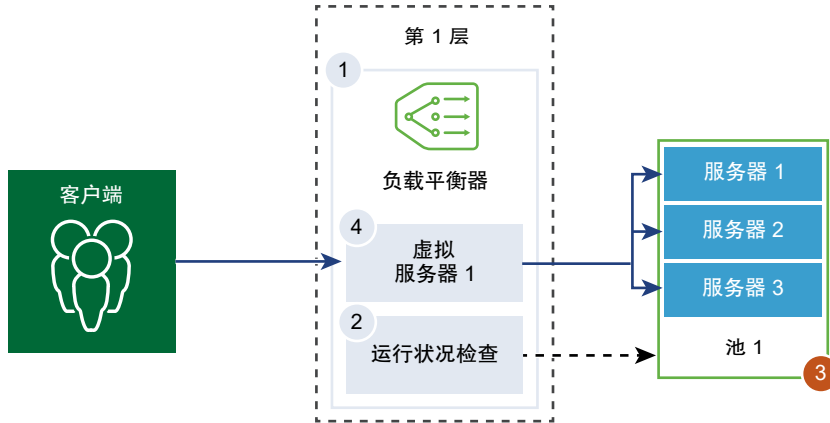 第 1 层
1
负载平衡器
客户端
4
虚拟
服务器 1
2
运行状况检查
服务器 1
服务器 2
服务器 3
池 1
3